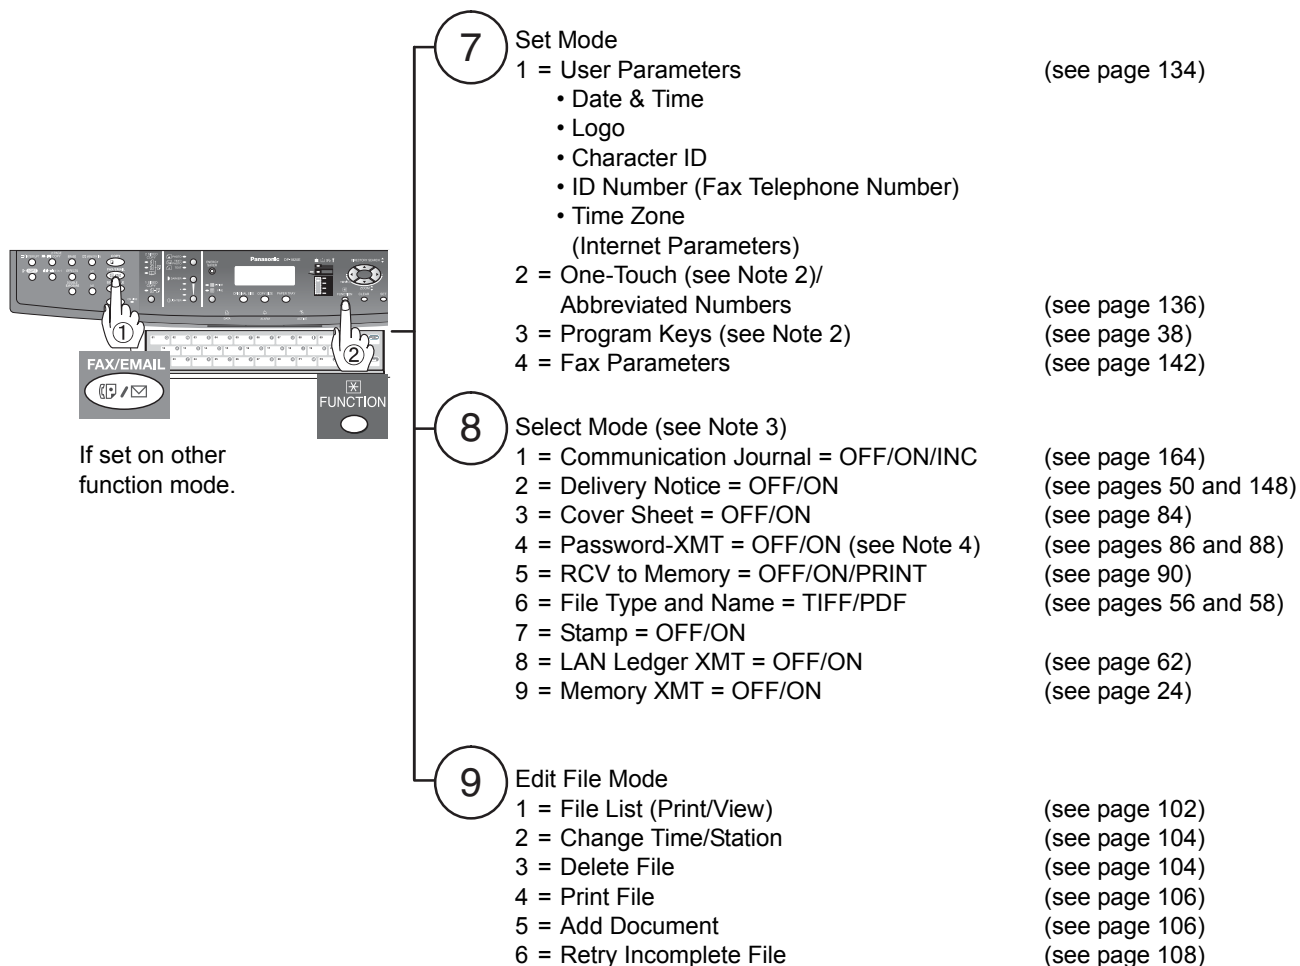 7
Set Mode
1 = User Parameters (see page 134)
• Date & Time
• Logo
• Character ID
• ID Number (Fax Telephone Number)
• Time Zone
(Internet Parameters)
2 = One-Touch (see Note 2)/
Abbreviated Numbers (see page 136)
3 = Program Keys (see Note 2) (see page 38)
4 = Fax Parameters (see page 142)
Panasonic
1
2
FAX/EMAIL
FUNCTION
If set on other
function mode.
8
Select Mode (see Note 3)
1 = Communication Journal = OFF/ON/INC (see page 164)
2 = Delivery Notice = OFF/ON (see pages 50 and 148)
3 = Cover Sheet = OFF/ON (see page 84)
4 = Password-XMT = OFF/ON (see Note 4) (see pages 86 and 88)
5 = RCV to Memory = OFF/ON/PRINT (see page 90)
6 = File Type and Name = TIFF/PDF (see pages 56 and 58)
7 = Stamp = OFF/ON
8 = LAN Ledger XMT = OFF/ON (see page 62)
9 = Memory XMT = OFF/ON (see page 24)
9
Edit File Mode
1 = File List (Print/View) (see page 102)
2 = Change Time/Station (see page 104)
3 = Delete File (see page 104)
4 = Print File (see page 106)
5 = Add Document (see page 106)
6 = Retry Incomplete File (see page 108)